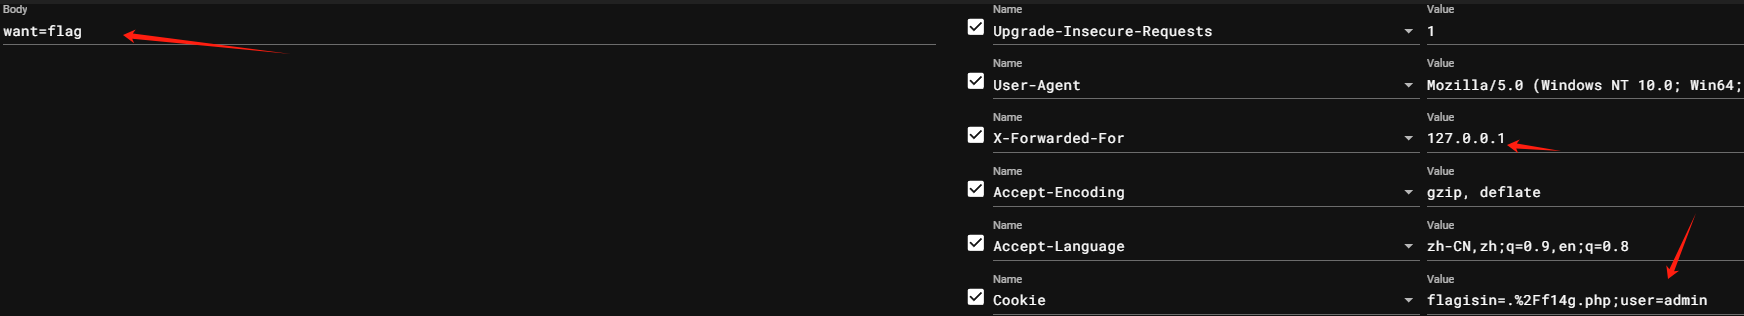 Body
want=flag
Name
Value
Upgrade-Insecure-Requests
1
Name
Value
User-Agent
Mozilla/5.0 (Windows NT 10.0; Win64;
Name
Value
X-Forwarded-For
127.0.0.1
Name
Value
Accept-Encoding
gzip, deflate
Name
Value
Accept-Language
zh-CN,zh;q=0.9,en;q=0.8
Name
Value
Cookie
flagisin=.%2Ff14g.php;user=admin